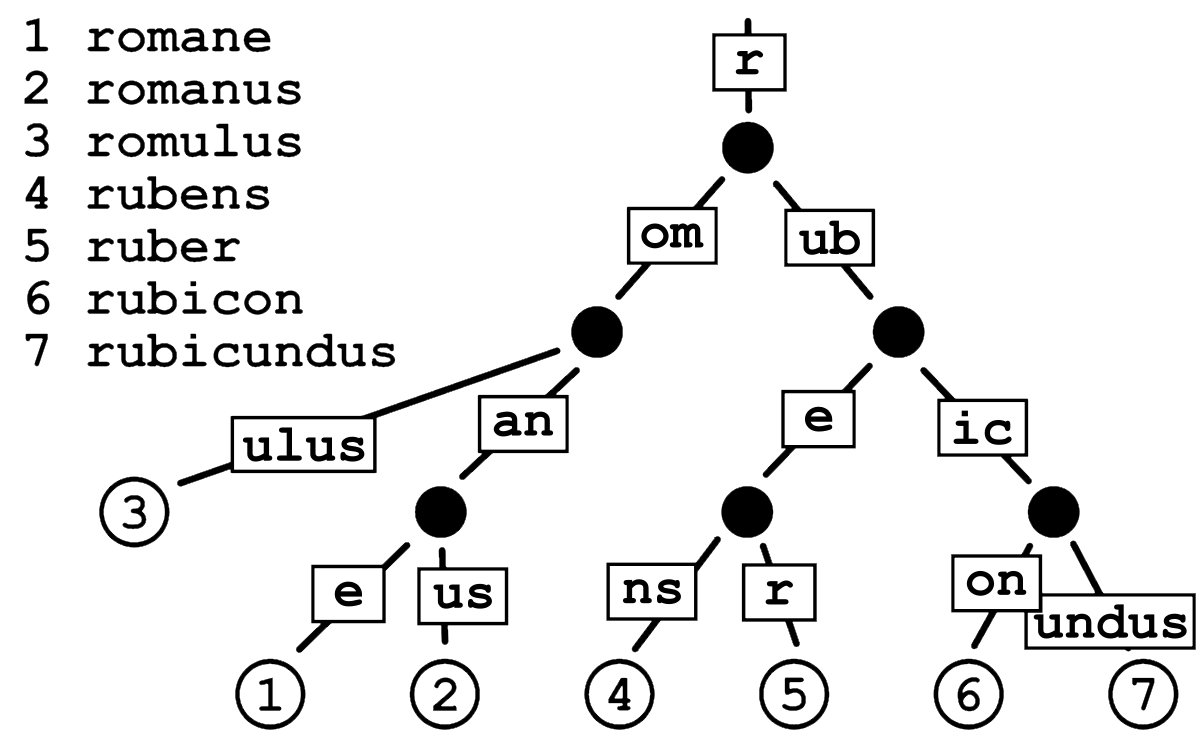 1 romane
2 romanus
3 romulus
4 rubens
5 ruber
6 rubicon
7 rubicundus
r
om
ub
ulus
an
e
ic
3
e
us
ns
r
on
undus
1
2
4
5
6
7